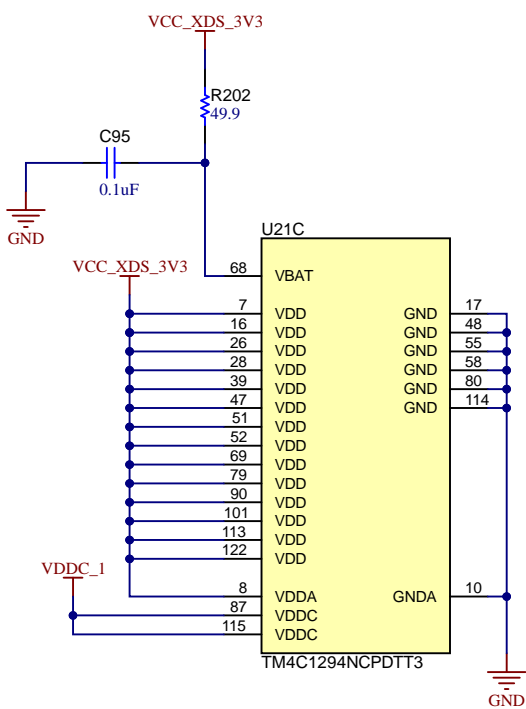 VCC_XDS_3V3
R202
49.9
C95
0.1uF
GND
U21C
VCC_XDS_3V3
68 VBAT
7 VDD GND 17
16 VDD GND 48
26 VDD GND 55
28 VDD GND 58
39 VDD GND 80
47 VDD GND 114
51 VDD
52 VDD
69 VDD
79 VDD
90 VDD
101 VDD
113 VDD
122 VDD
VDDC_1
8 VDDA GNDA 10
87 VDDC
115 VDDC
TM4C1294NCPDTT3
GND